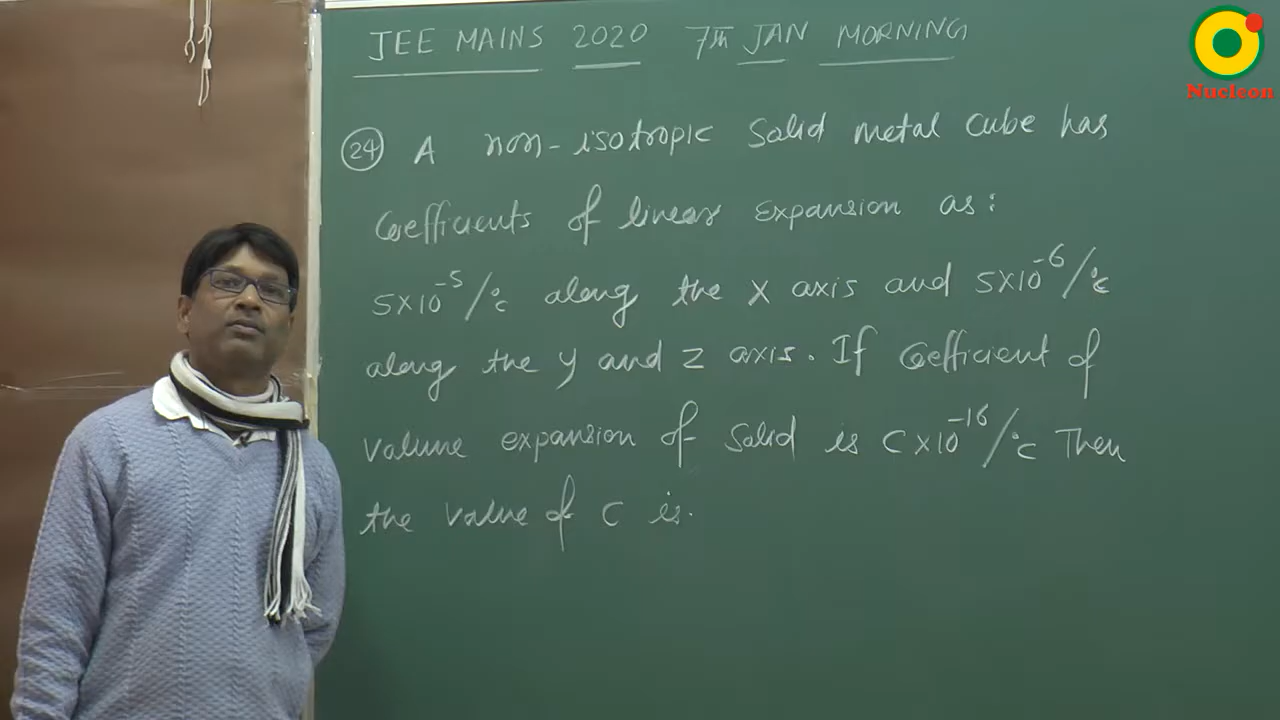 JEE MAINS 2020 7th JAN MORNING
Nucleon
24 A non-isotropic solid metal cube has
coefficients of linear expansion as:
5×10⁻⁵/°c along the x axis and 5×10⁻⁶/°c
along the y and z axis. If coefficient of
valume expansion of solid is C×10⁻¹⁶/°c Then
the value of C is.